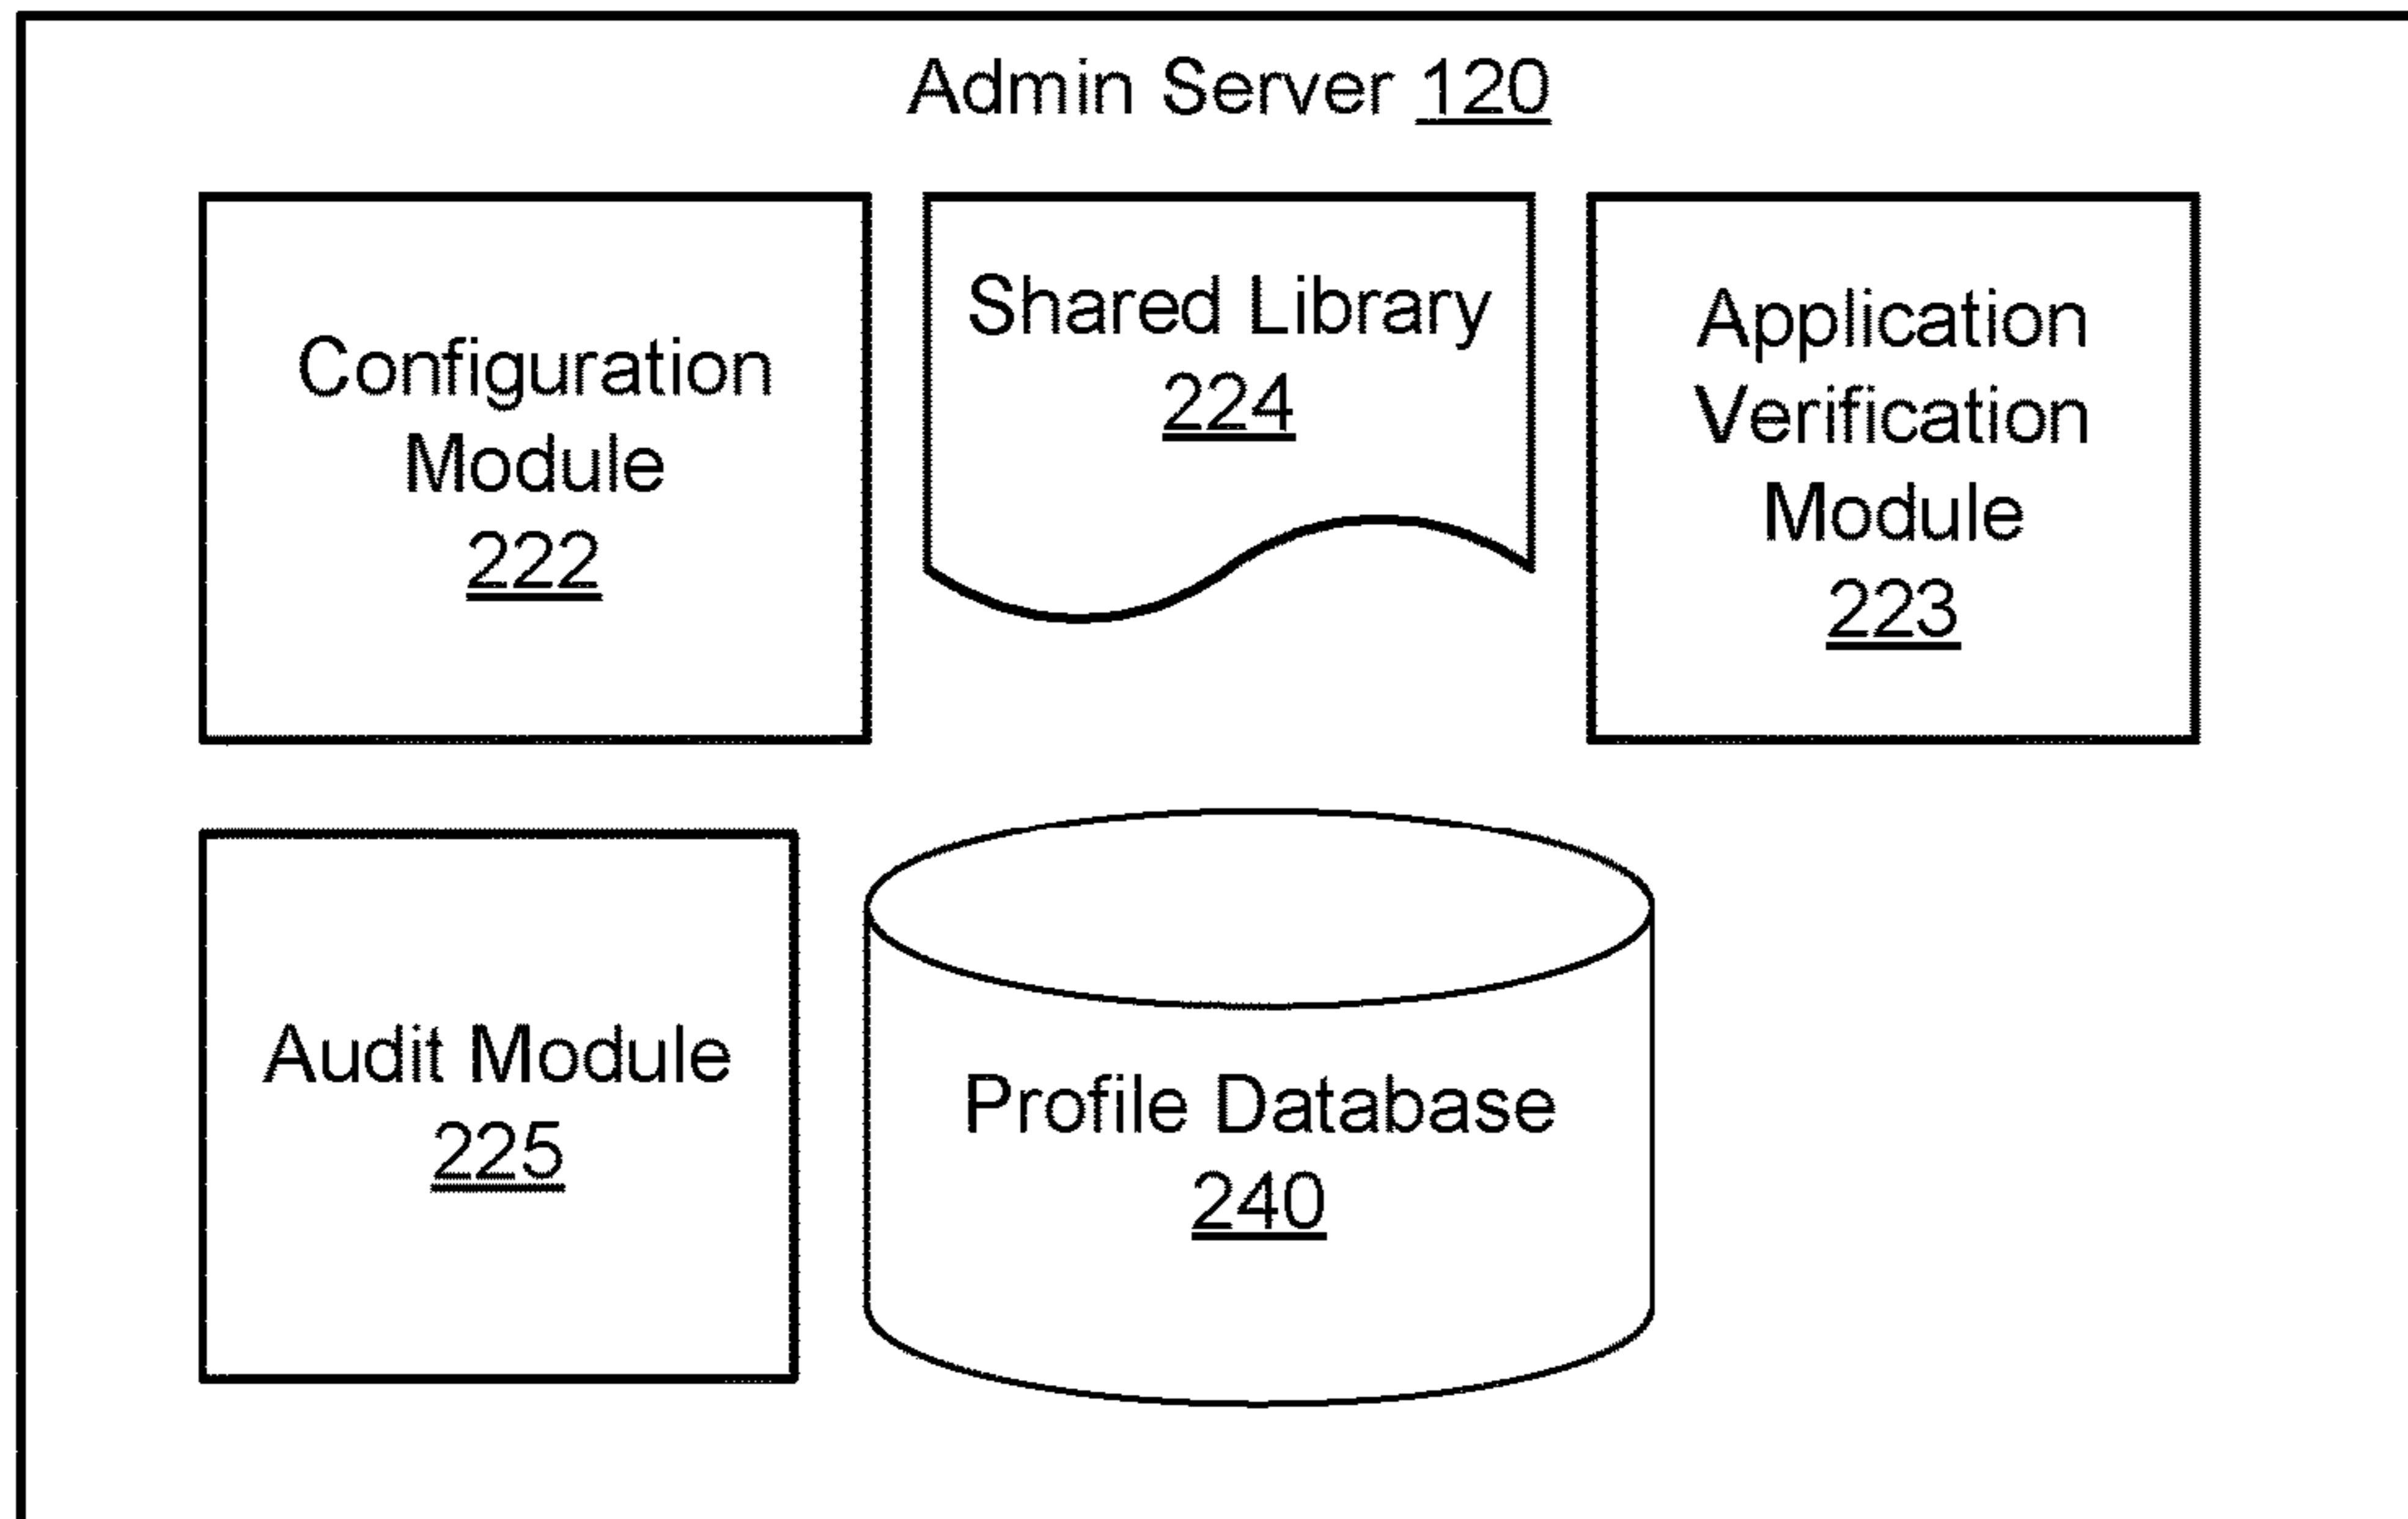 Admin Server 120
Configuration
Module
222
Shared Library
224
Application
Verification
Module
223
Audit Module
225
Profile Database
240